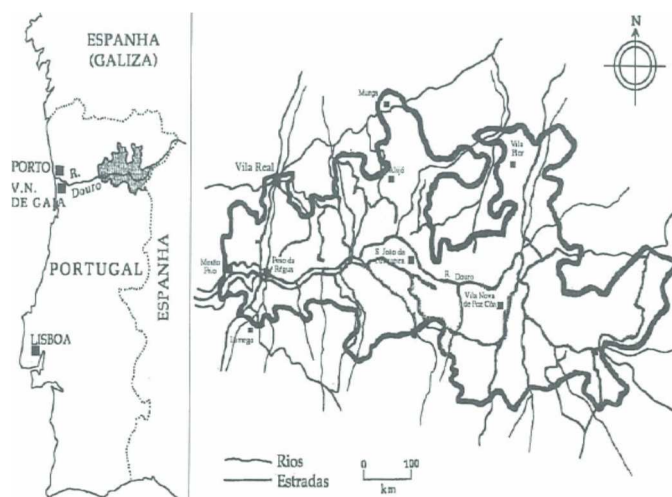 ESPANHA
(GALIZA)
PORTO
V.N.
DE GAIA
R.
Douro
PORTUGAL
ESPANHA
LISBOA
N
Murça
Vila
Flor
Vila Real
Alijó
Mesão
Frio
Peso da
Régua
S. João da
R. Douro
Vila Nova
de Foz Côa
Lamego
Rios
Estradas
0 100
km